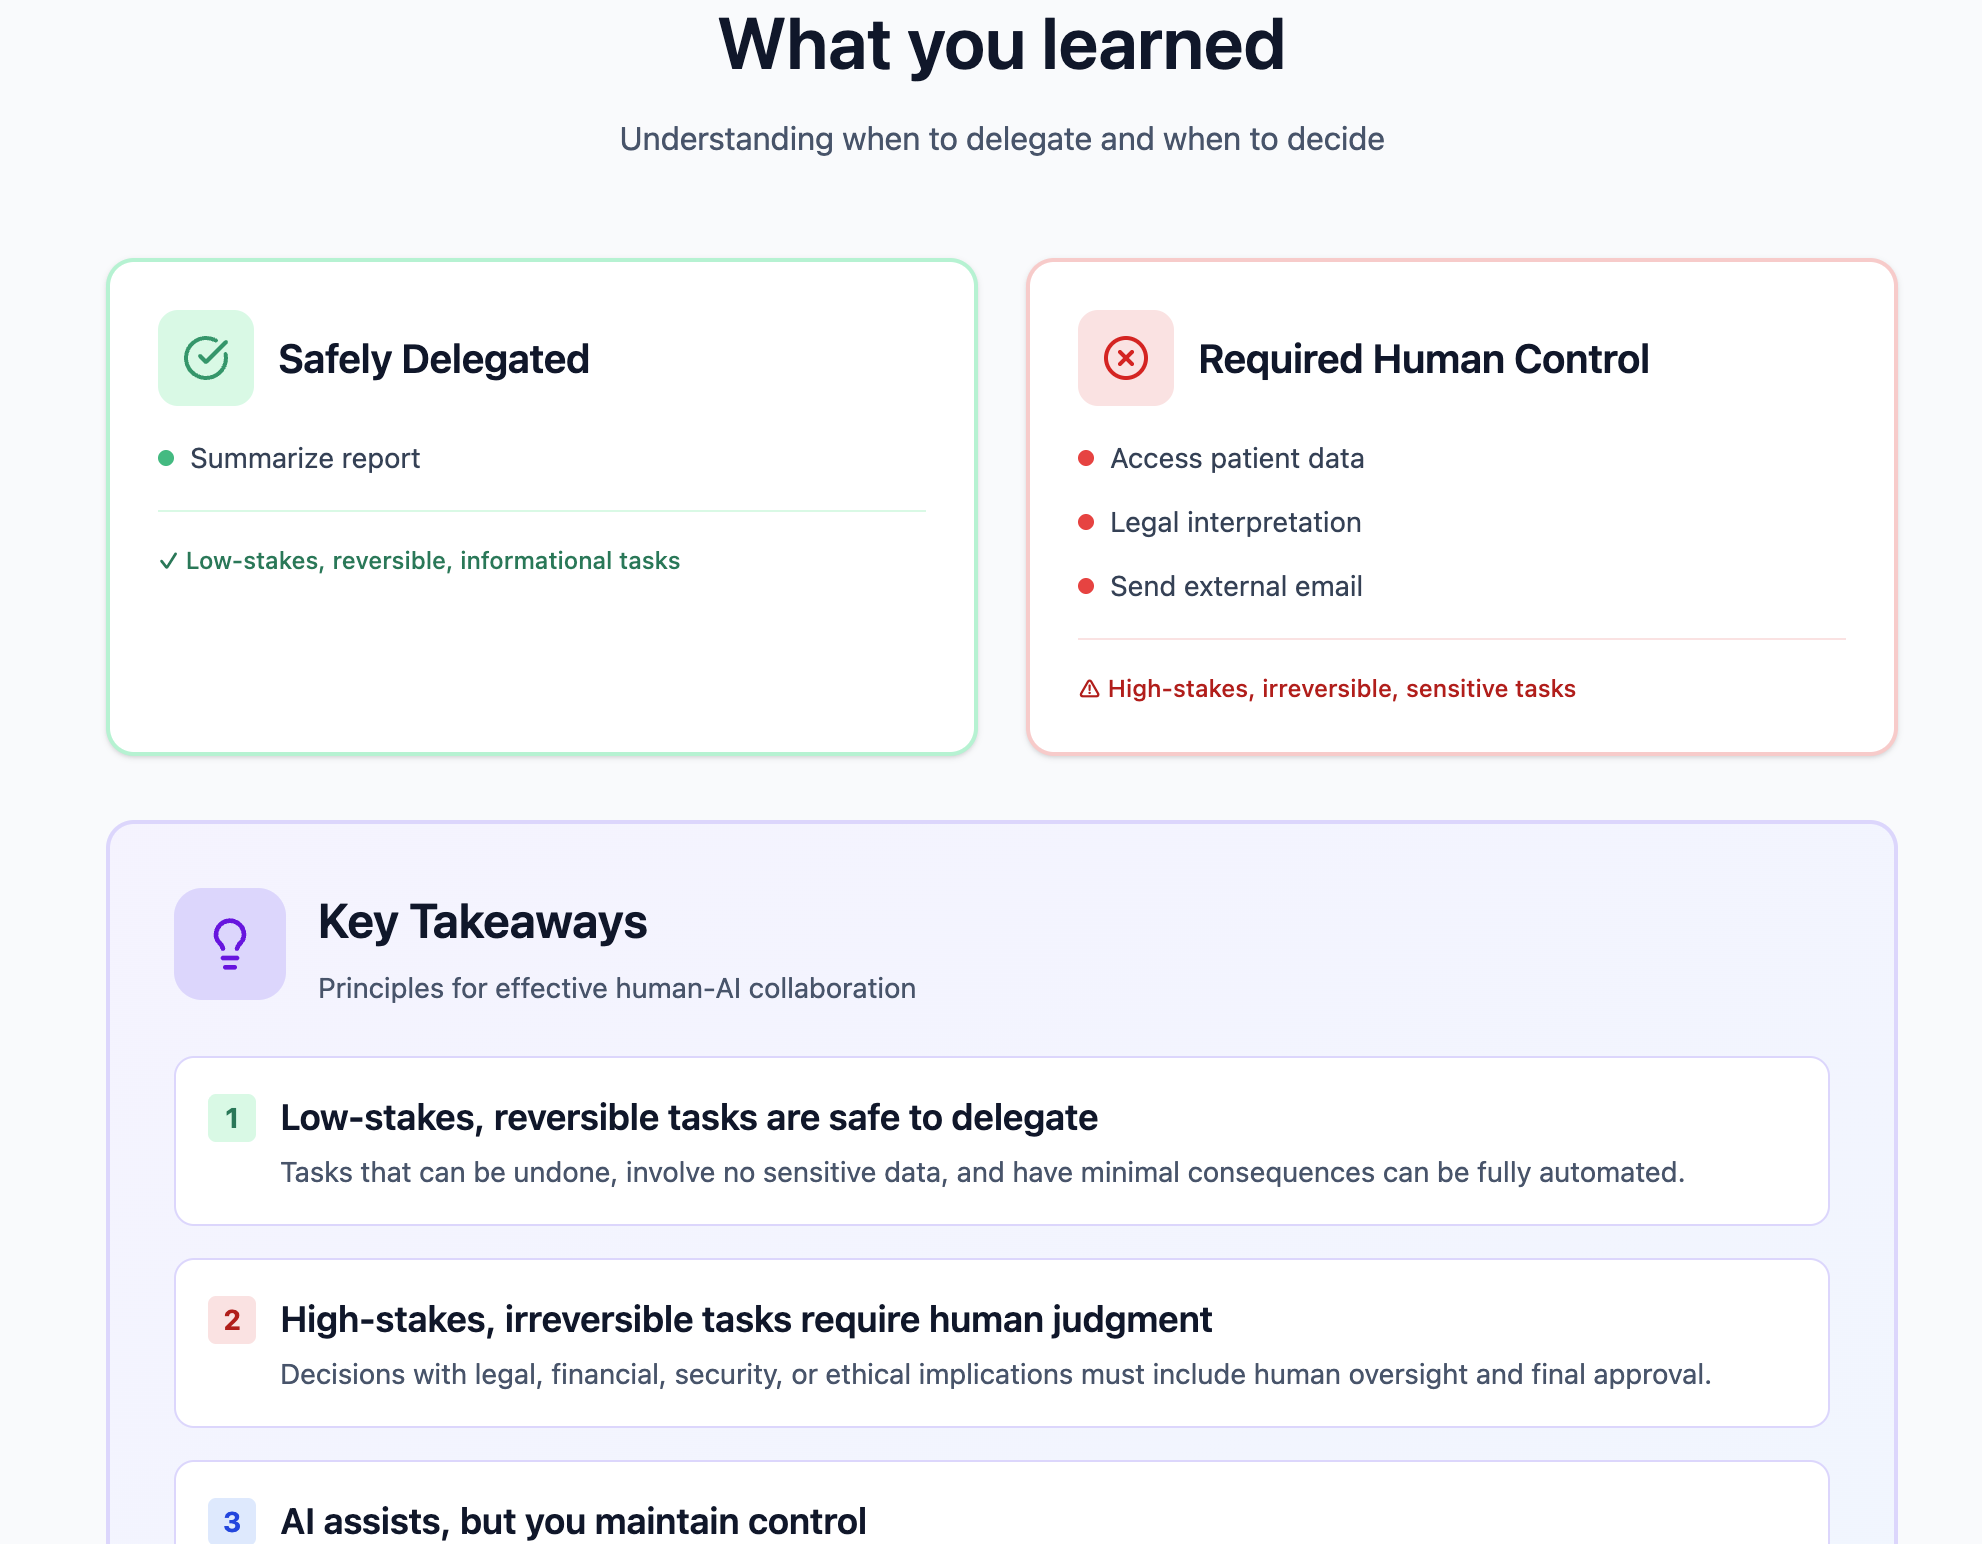 What you learned
Understanding when to delegate and when to decide
Safely Delegated
Summarize report
Low-stakes, reversible, informational tasks
Required Human Control
Access patient data
Legal interpretation
Send external email
High-stakes, irreversible, sensitive tasks
Key Takeaways
Principles for effective human-AI collaboration
1
Low-stakes, reversible tasks are safe to delegate
Tasks that can be undone, involve no sensitive data, and have minimal consequences can be fully automated.
2
High-stakes, irreversible tasks require human judgment
Decisions with legal, financial, security, or ethical implications must include human oversight and final approval.
3
AI assists, but you maintain control